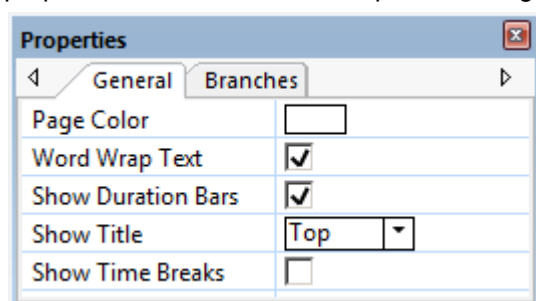 Properties
General Branches
Page Color
Word Wrap Text
Show Duration Bars
Show Title Top
Show Time Breaks